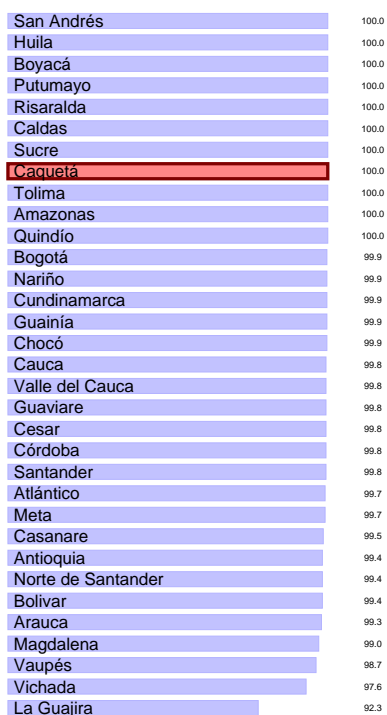 San Andrés 100.0
Huila 100.0
Boyacá 100.0
Putumayo 100.0
Risaralda 100.0
Caldas 100.0
Sucre 100.0
Caquetá 100.0
Tolima 100.0
Amazonas 100.0
Quindío 100.0
Bogotá 99.9
Nariño 99.9
Cundinamarca 99.9
Guainía 99.9
Chocó 99.9
Cauca 99.8
Valle del Cauca 99.8
Guaviare 99.8
Cesar 99.8
Córdoba 99.8
Santander 99.8
Atlántico 99.7
Meta 99.7
Casanare 99.5
Antioquia 99.4
Norte de Santander 99.4
Bolivar 99.4
Arauca 99.3
Magdalena 99.0
Vaupés 98.7
Vichada 97.6
La Guajira 92.3